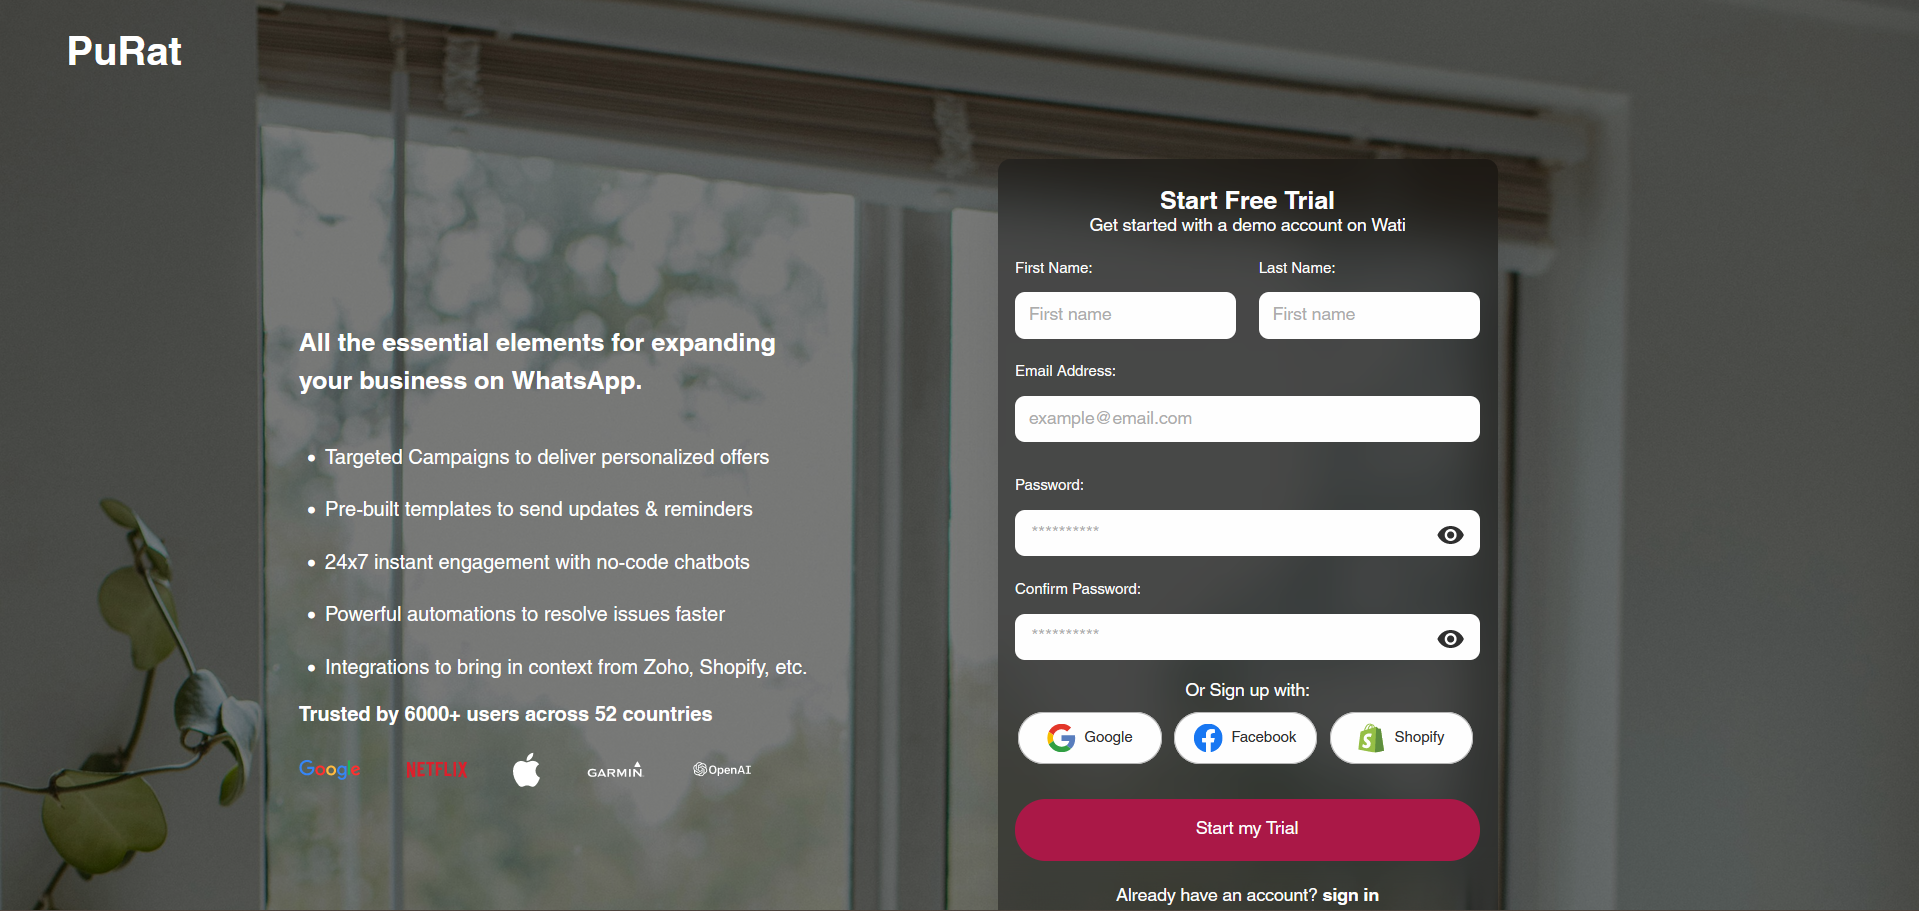 PuRat
All the essential elements for expanding
your business on WhatsApp.
Targeted Campaigns to deliver personalized offers
Pre-built templates to send updates & reminders
24x7 instant engagement with no-code chatbots
Powerful automations to resolve issues faster
Integrations to bring in context from Zoho, Shopify, etc.
Trusted by 6000+ users across 52 countries
Google NETFLIX GARMIN OpenAI
Start Free Trial
Get started with a demo account on Wati
First Name: Last Name:
First name First name
Email Address:
example@email.com
Password:
**********
Confirm Password:
**********
Or Sign up with:
Google Facebook Shopify
Start my Trial
Already have an account? sign in